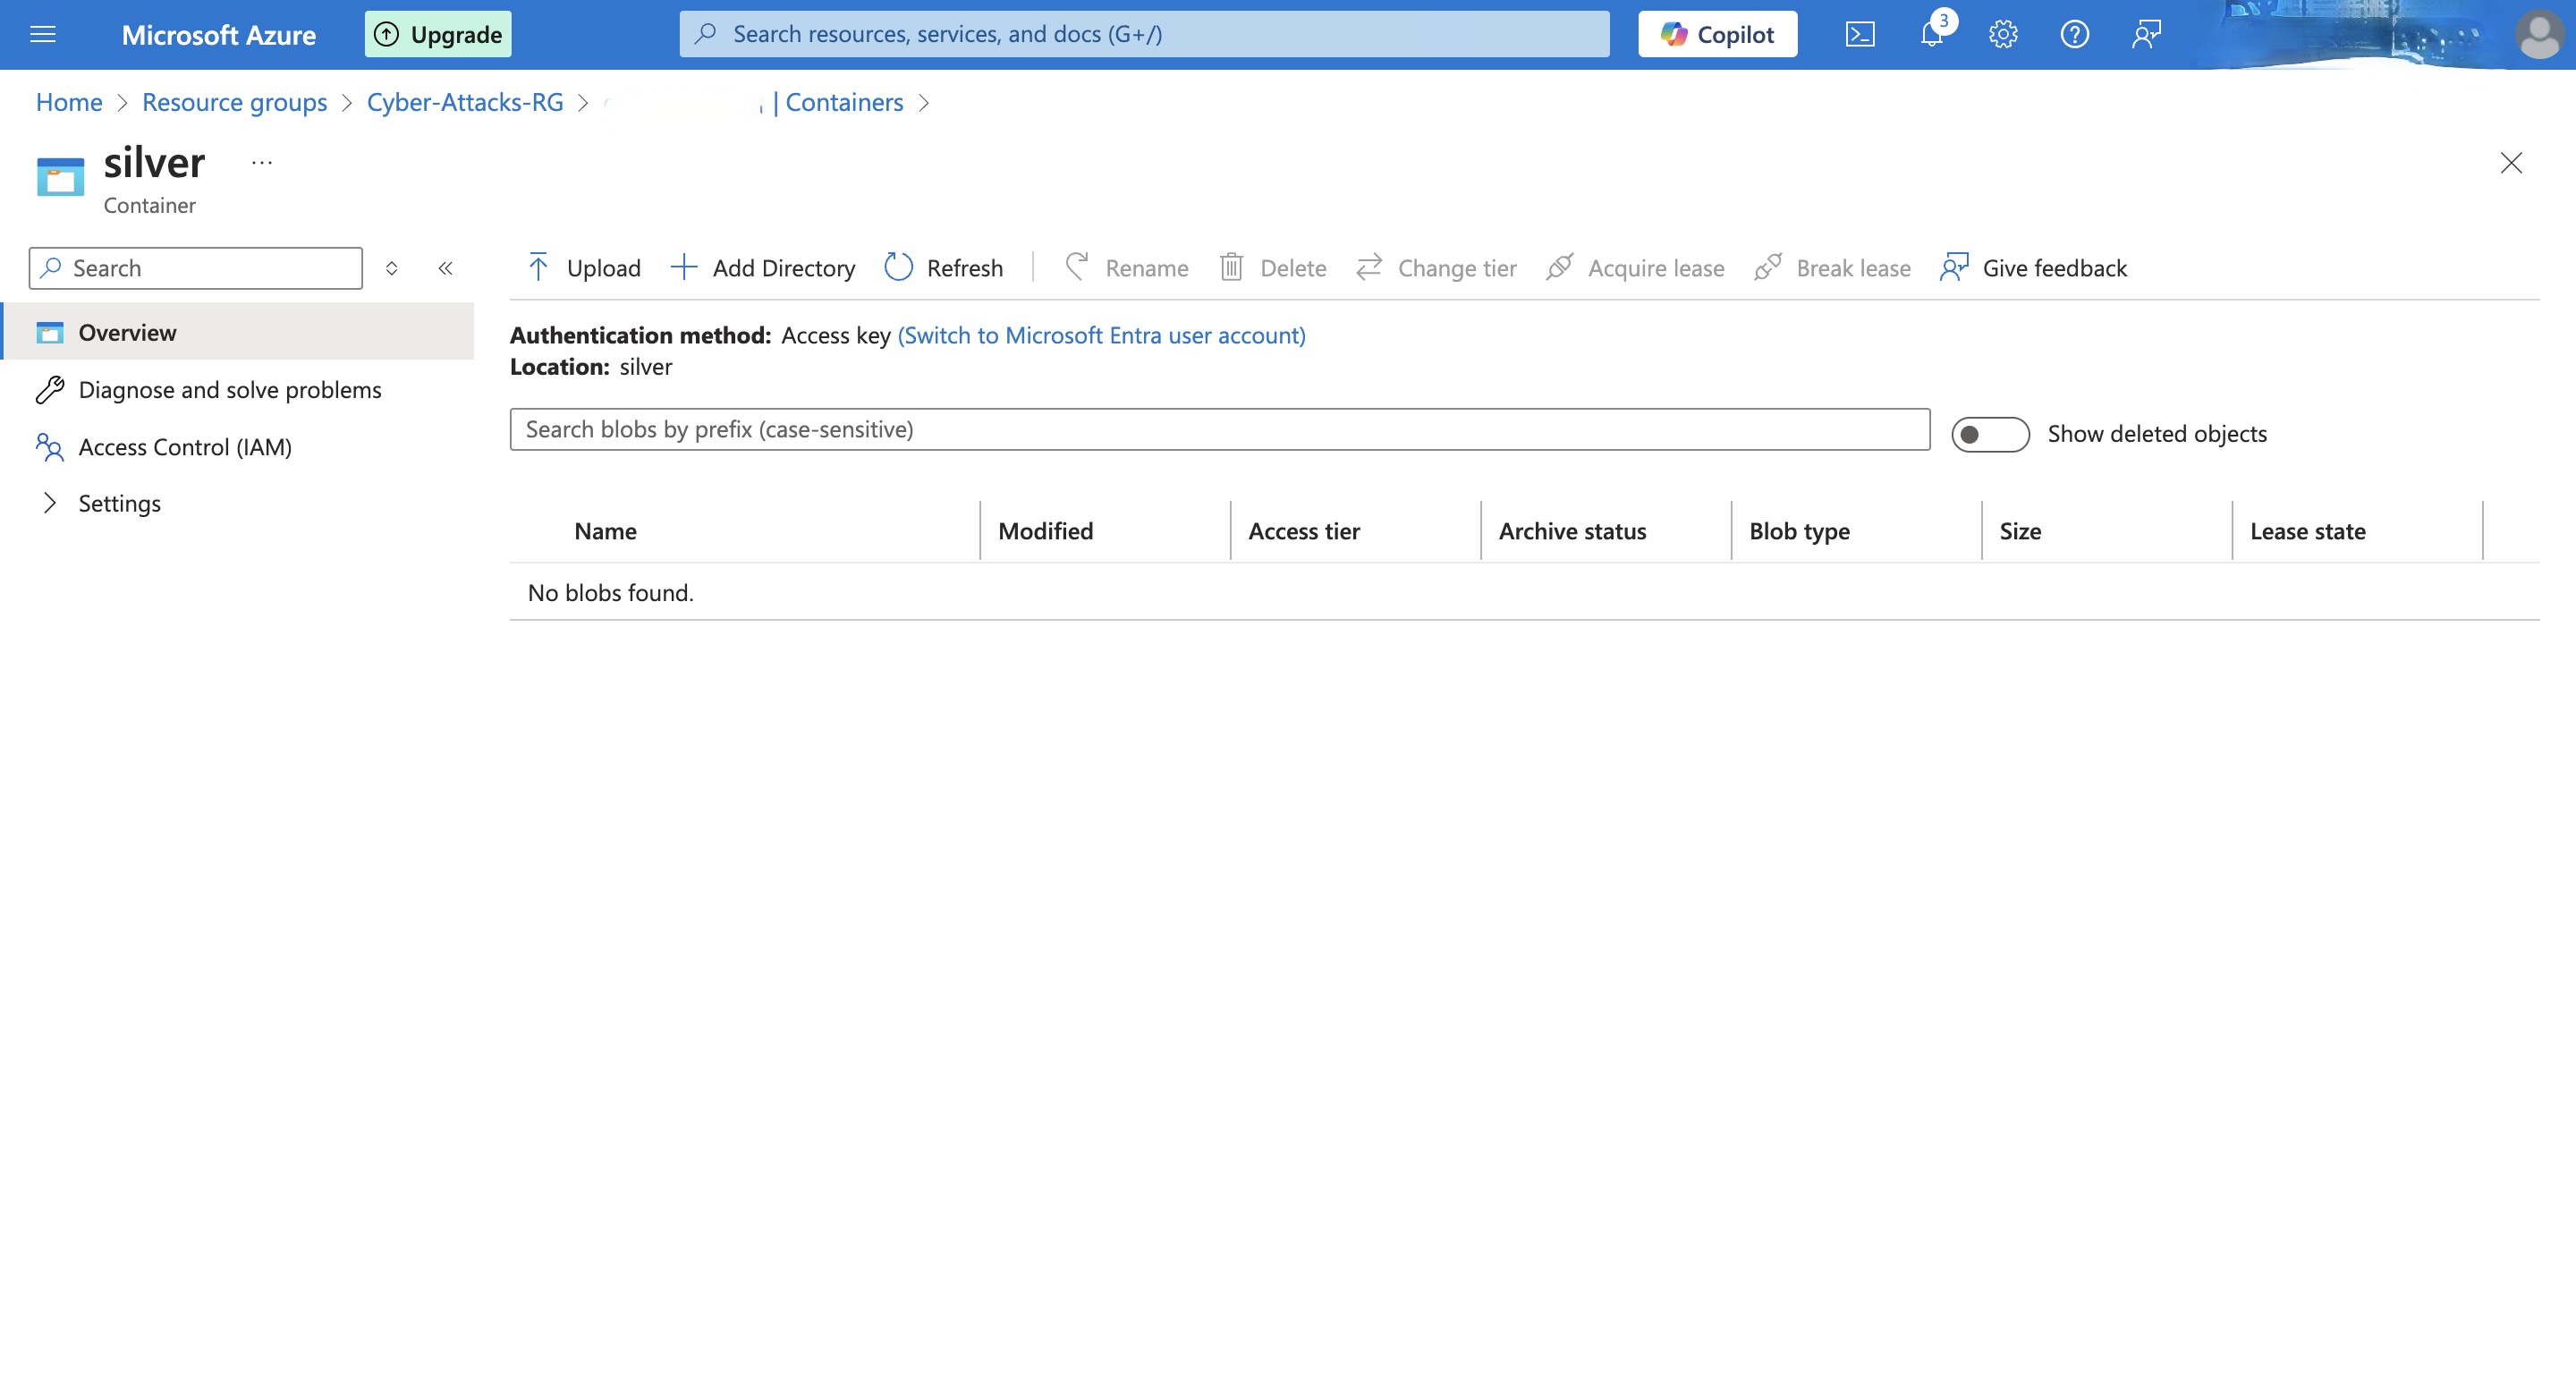 Microsoft Azure Upgrade Search resources, services, and docs (G+/) Copilot 3
Home > Resource groups > Cyber-Attacks-RG > | Containers >
silver ...
Container
Search
Upload Add Directory Refresh Rename Delete Change tier Acquire lease Break lease Give feedback
Overview
Diagnose and solve problems
Access Control (IAM)
Settings
Authentication method: Access key (Switch to Microsoft Entra user account)
Location: silver
Search blobs by prefix (case-sensitive) Show deleted objects
Name Modified Access tier Archive status Blob type Size Lease state
No blobs found.